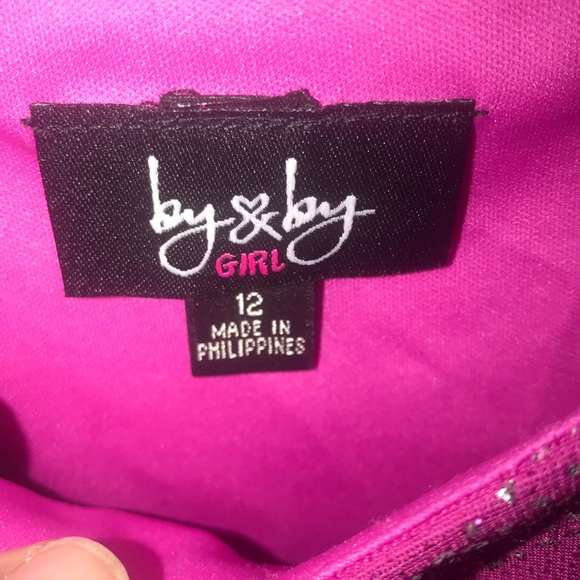 by & by
GIRL
12
MADE IN
PHILIPPINES